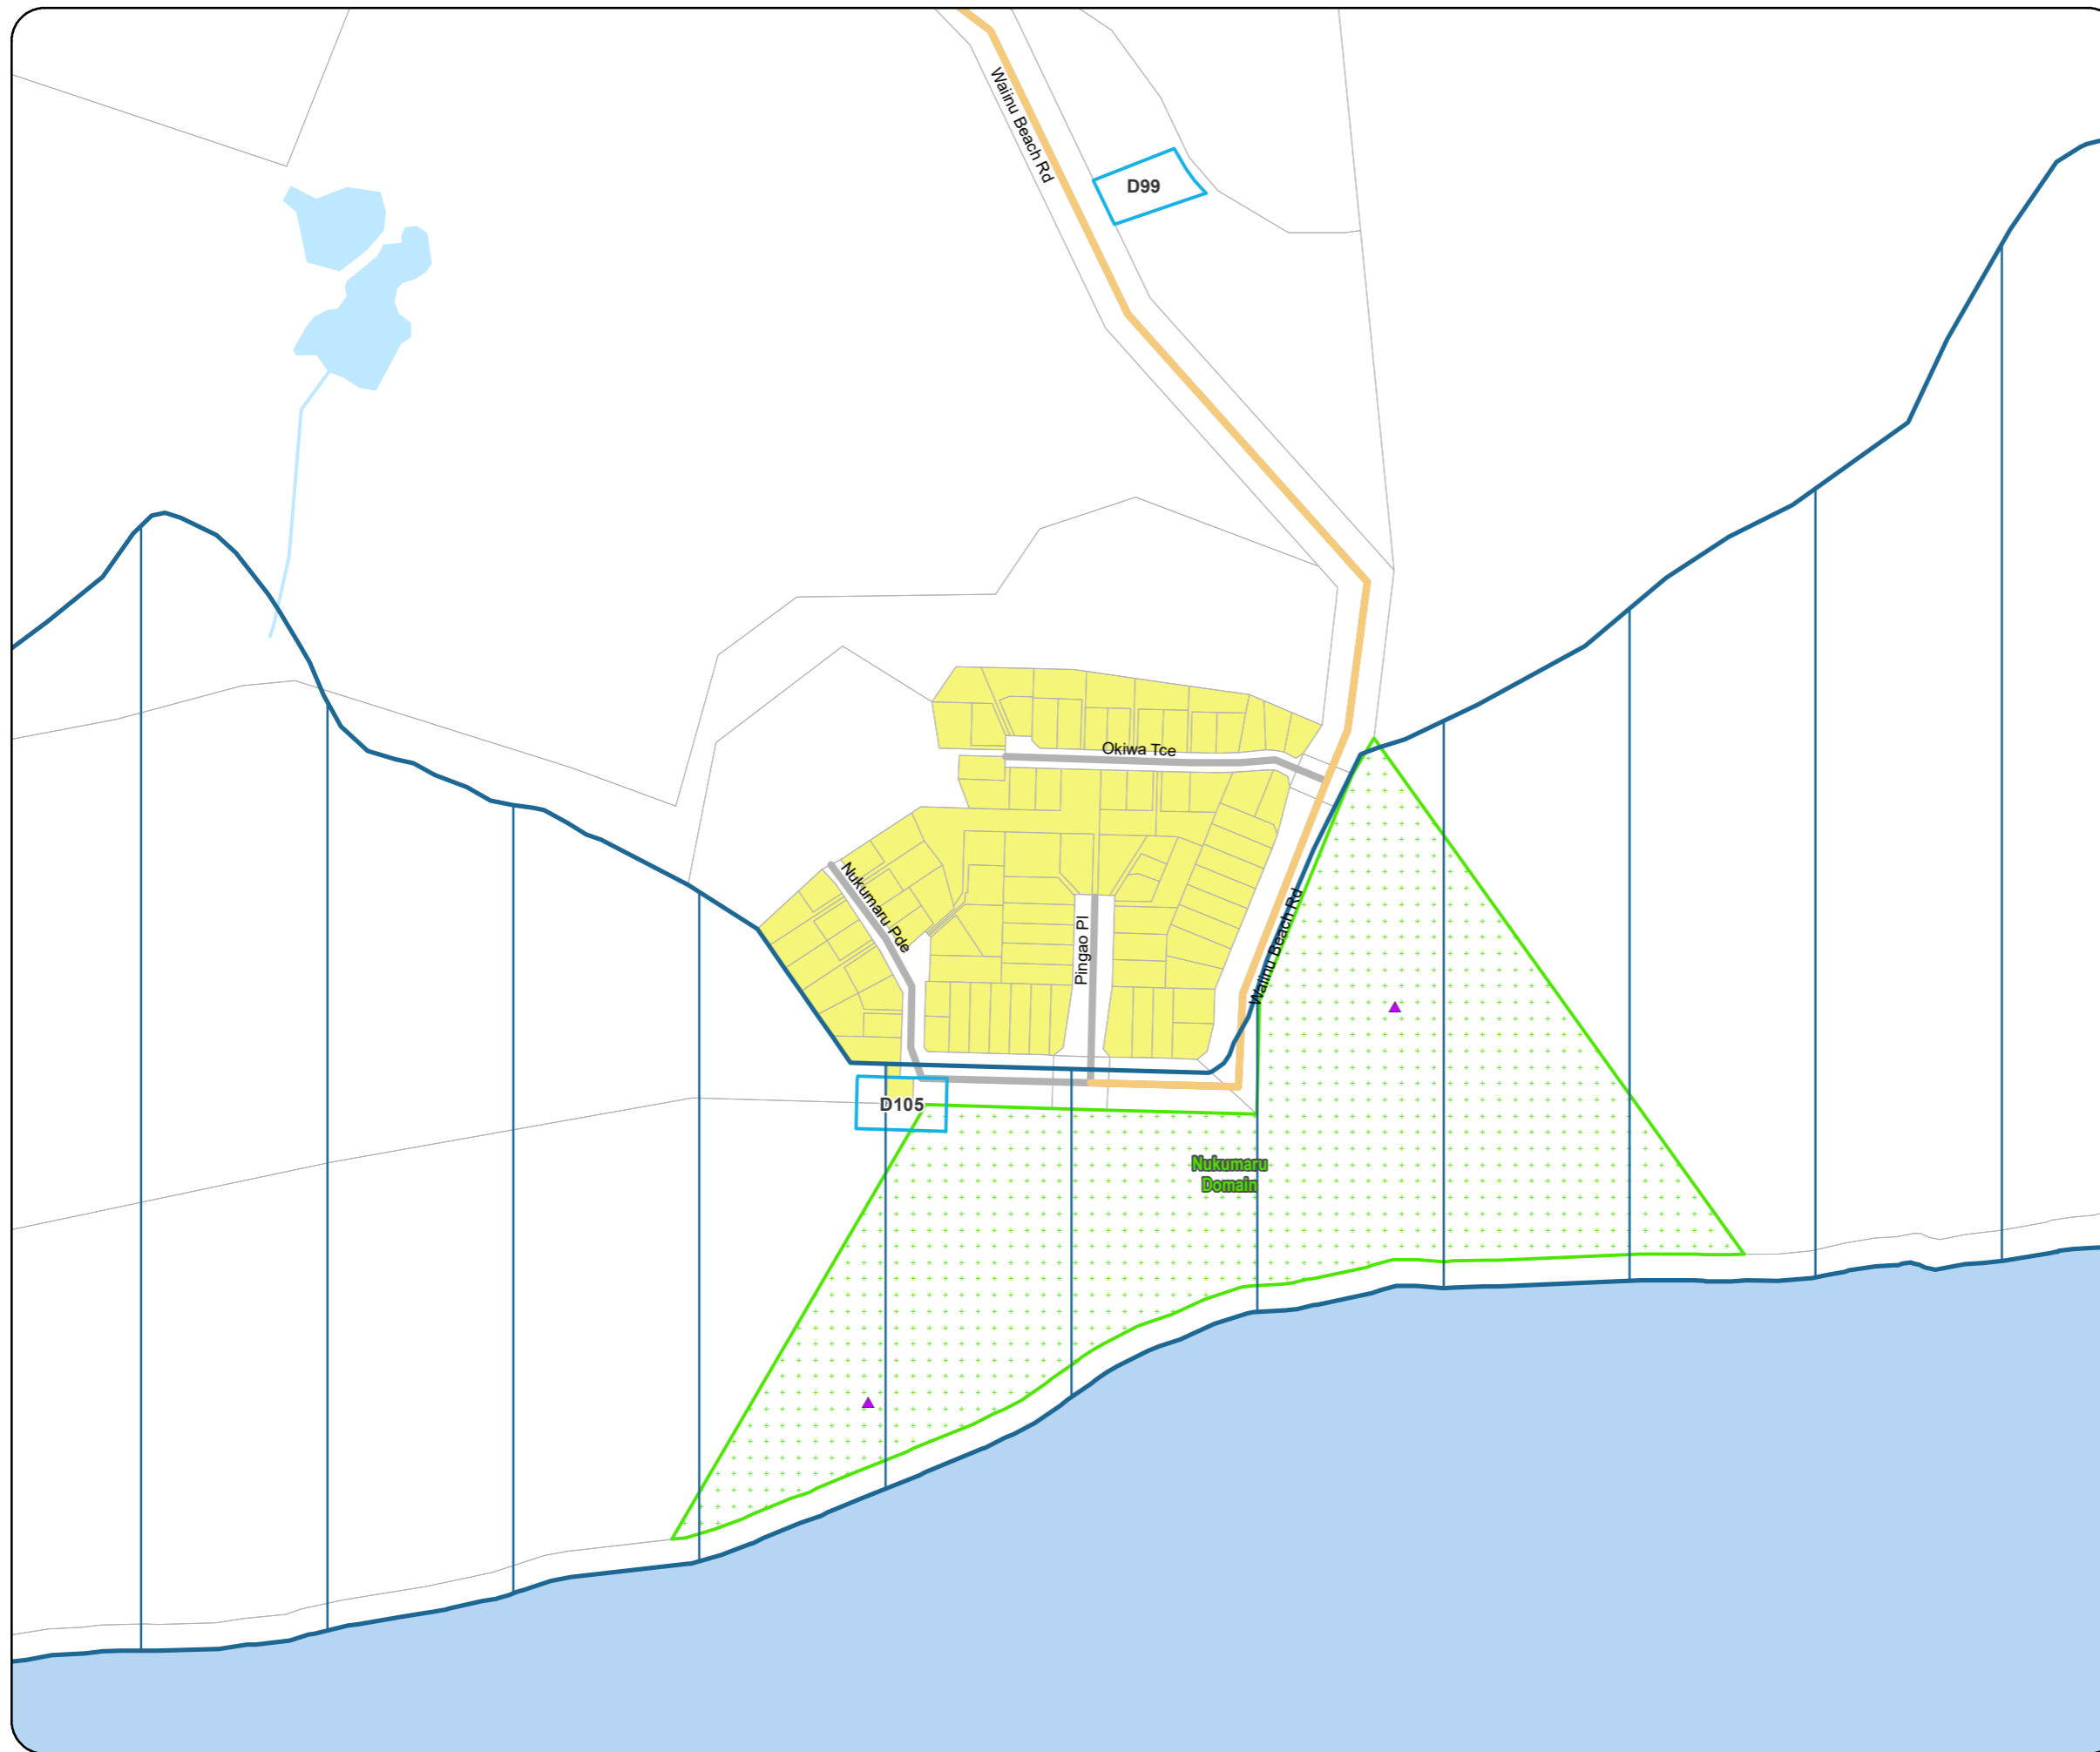 Waiinu Beach Rd
D99
Okiwa Tce
Nukumaru Pde
Pingao Pl
Waiinu Beach Rd
D105
Nukumaru
Domain